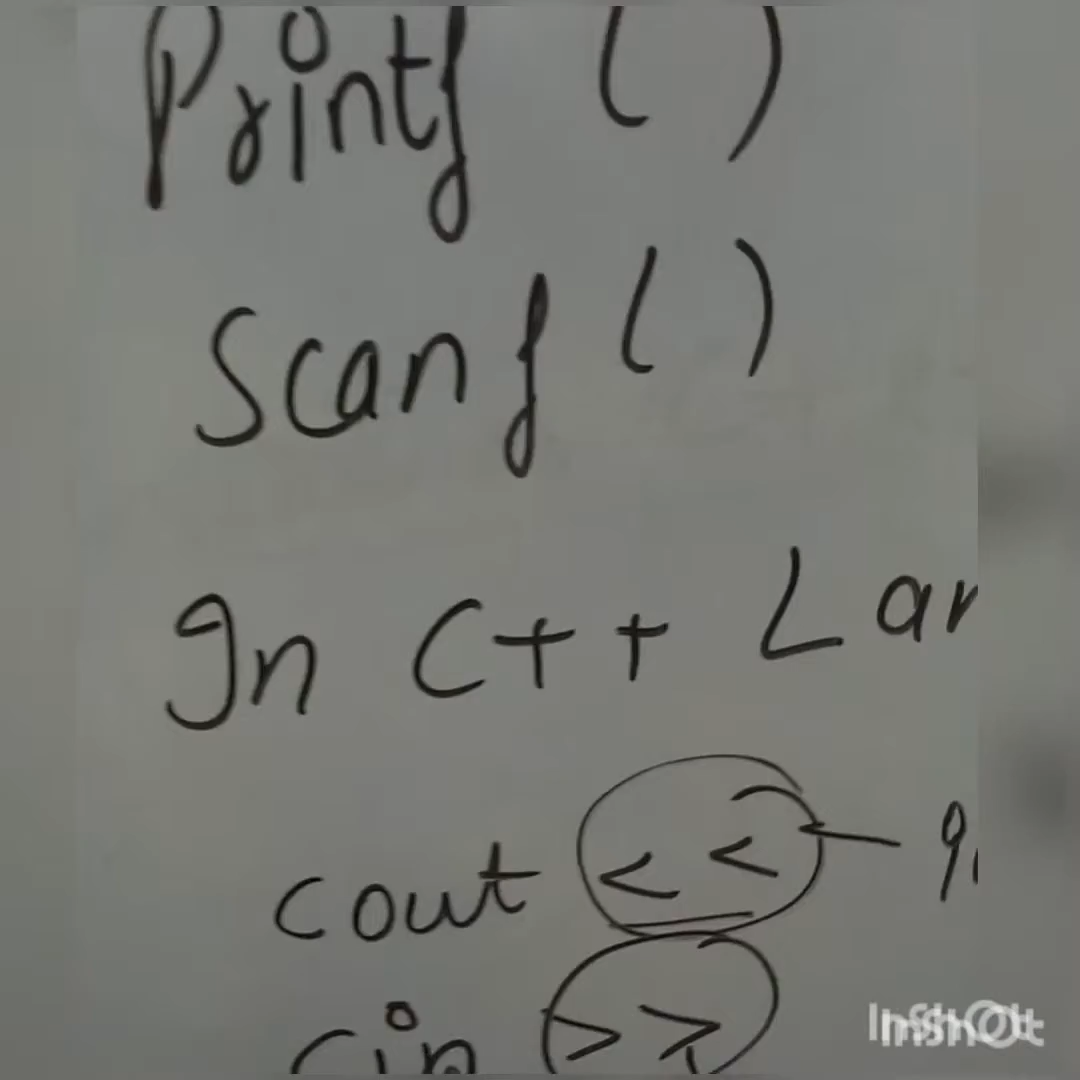 Printf ( )
Scanf ( )
In C++ Lan
cout <<
cin >>
InShot